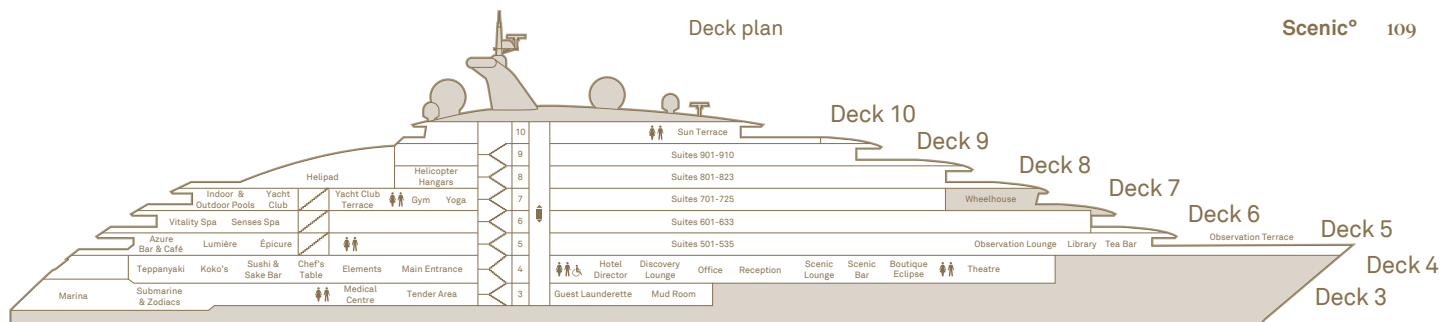 Deck plan
Scenic° 109
Deck 10
10
Sun Terrace
Deck 9
9
Suites 901-910
Deck 8
Helipad
Helicopter
Hangars
8
Suites 801-823
Deck 7
Indoor &
Outdoor Pools
Yacht
Club
Yacht Club
Terrace
Gym
Yoga
7
Suites 701-725
Wheelhouse
Deck 6
Vitality Spa
Senses Spa
6
Suites 601-633
Deck 5
Azure
Bar & Café
Lumière
Épicure
5
Suites 501-535
Observation Lounge
Library
Tea Bar
Observation Terrace
Deck 4
Teppanyaki
Koko's
Sushi &
Sake Bar
Chef's
Table
Elements
Main Entrance
4
Hotel
Director
Discovery
Lounge
Office
Reception
Scenic
Lounge
Scenic
Bar
Boutique
Eclipse
Theatre
Deck 3
Marina
Submarine
& Zodiacs
Medical
Centre
Tender Area
3
Guest Launderette
Mud Room